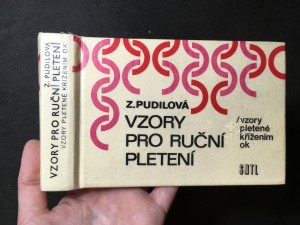 Z. PUDILOVÁ
VZORY PRO RUČNÍ PLETENÍ
VZORY PLETENÉ KŘÍŽENÍM OK
Z. PUDILOVÁ
VZORY
PRO RUČNÍ
PLETENÍ
/vzory
pletené
křížením
ok
SNTL